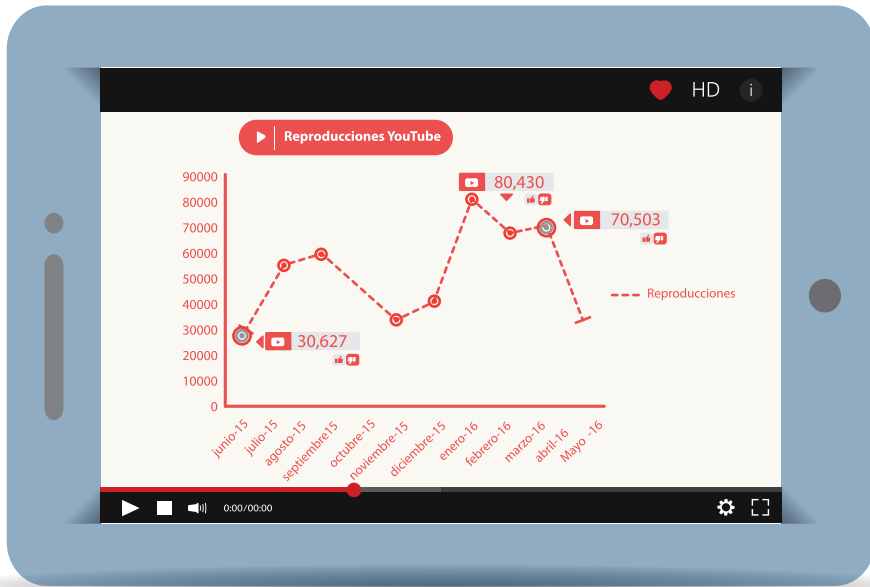 HD
i
Reproducciones YouTube
90000
80000
70000
60000
50000
40000
30000
20000
10000
0
80,430
70,503
30,627
Reproducciones
junio-15
julio-15
agosto-15
septiembre15
octubre-15
noviembre-15
diciembre-15
enero-16
febrero-16
marzo-16
abril-16
Mayo -16
0:00/00:00